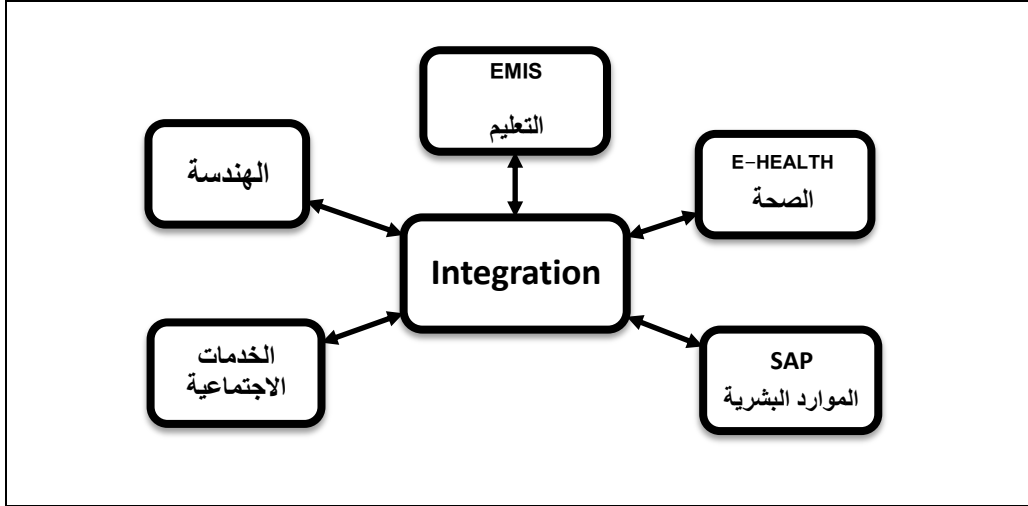 EMIS
التعليم
الهندسة
E-HEALTH
الصحة
Integration
الخدمات
الاجتماعية
SAP
الموارد البشرية